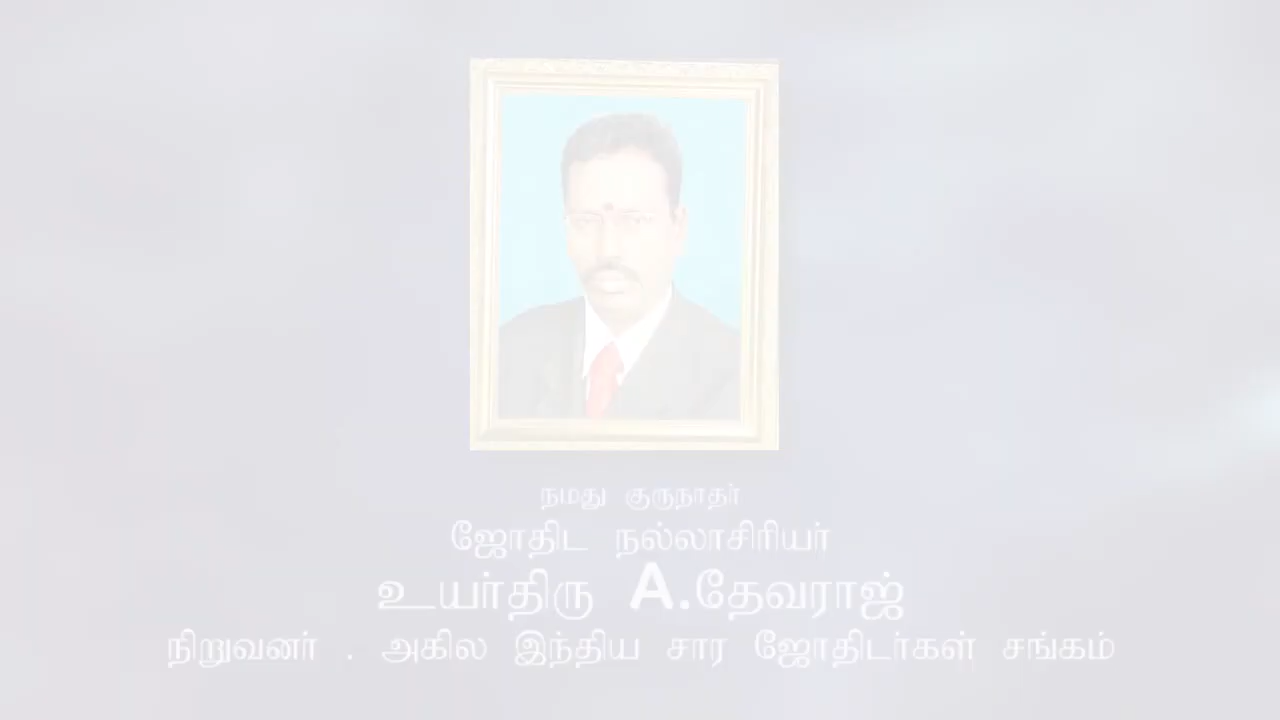 நமது குருநாதர்
ஜோதிட நல்லாசிரியர்
உயர்திரு A.தேவராஜ்
நிறுவனர் . அகில இந்திய சார ஜோதிடர்கள் சங்கம்